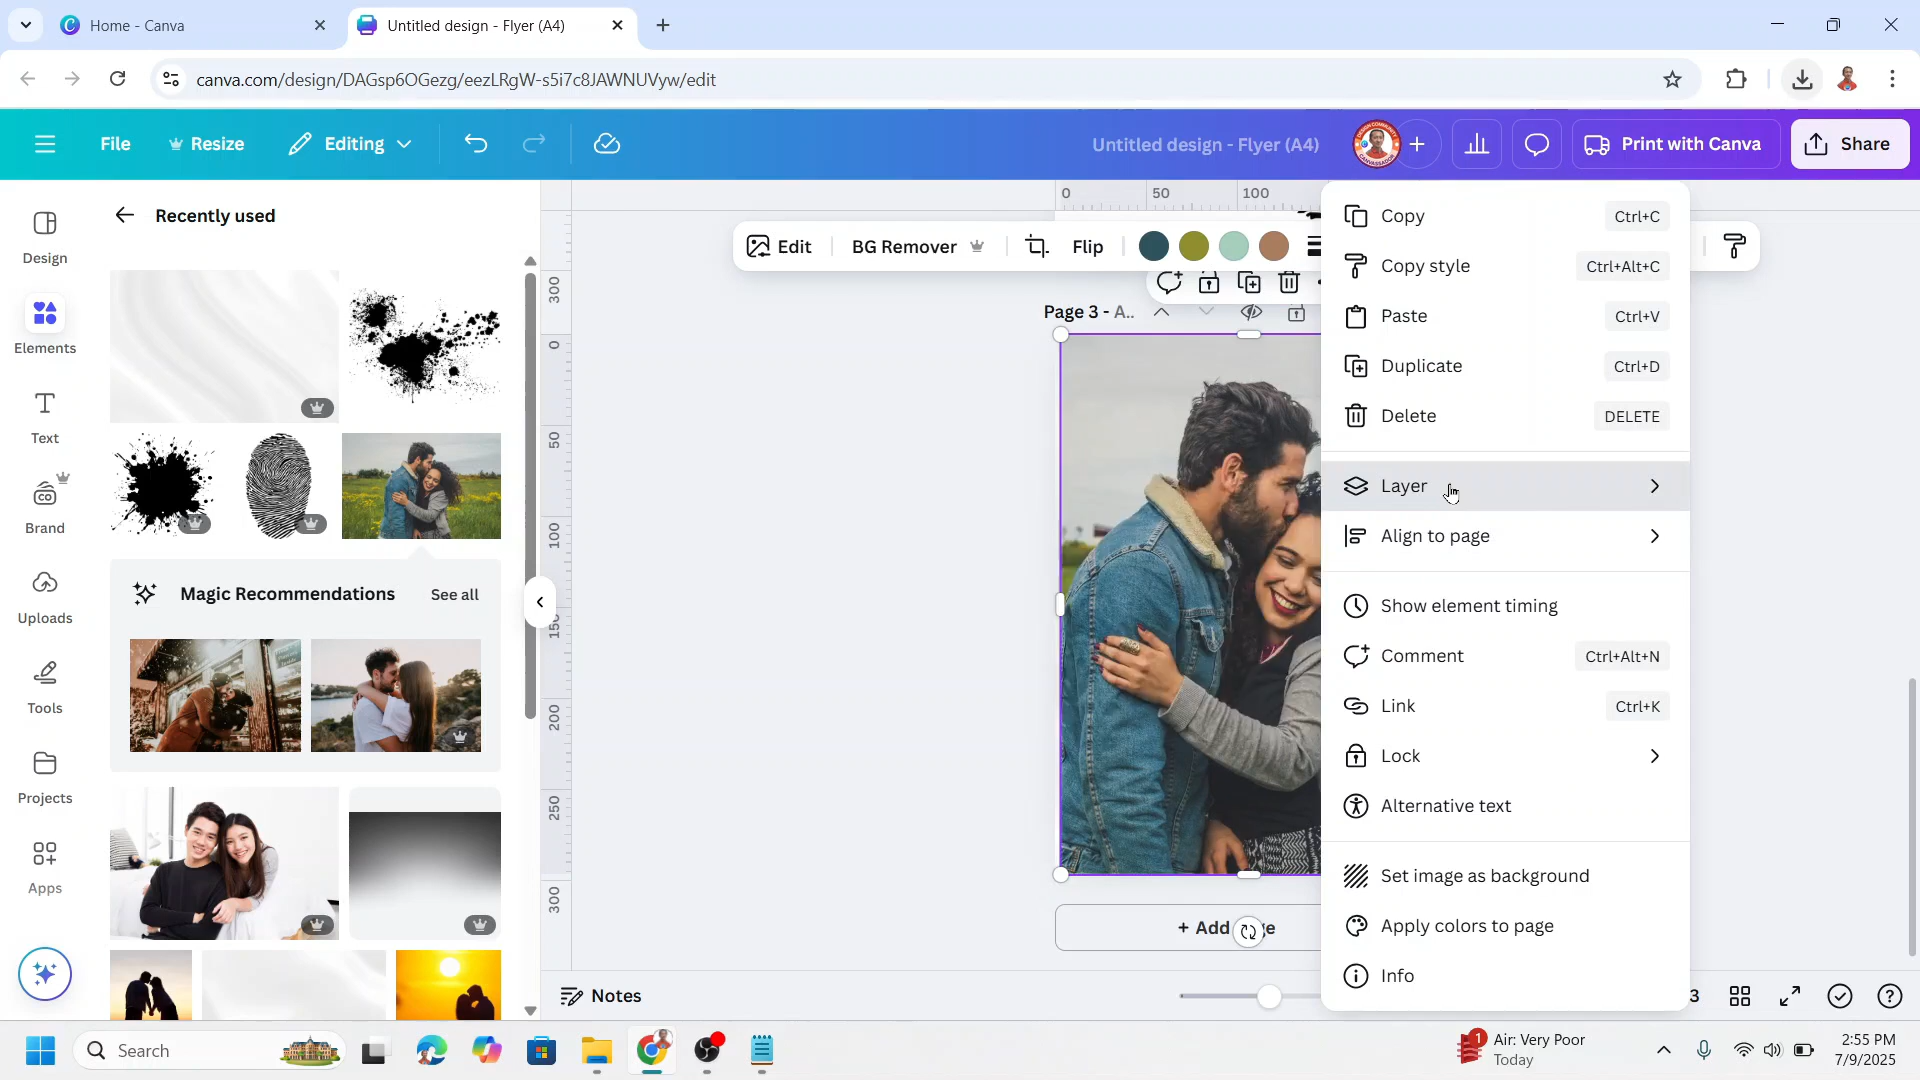 Home - Canva
Untitled design - Flyer (A4)
canva.com/design/DAGsp6OGezg/eezLRgW-s5i7c8JAWNUVyw/edit
File
Resize
Editing
Untitled design - Flyer (A4)
Print with Canva
Share
Design
Elements
Text
Brand
Uploads
Tools
Projects
Apps
Recently used
Magic Recommendations
See all
0
50
100
300
0
50
100
150
200
250
300
Edit
BG Remover
Flip
Page 3 - A..
Copy
Ctrl+C
Copy style
Ctrl+Alt+C
Paste
Ctrl+V
Duplicate
Ctrl+D
Delete
DELETE
Layer
Align to page
Show element timing
Comment
Ctrl+Alt+N
Link
Ctrl+K
Lock
Alternative text
Set image as background
Apply colors to page
Info
Notes
3
Search
1
Air: Very Poor
Today
2:55 PM
7/9/2025